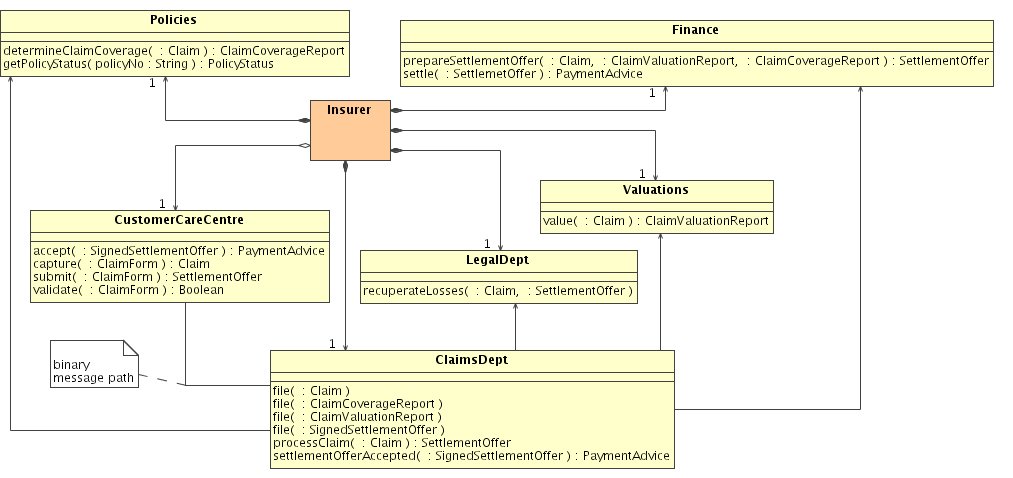 Policies
determineClaimCoverage( : Claim ) : ClaimCoverageReport
getPolicyStatus( policyNo : String ) : PolicyStatus
1
Finance
prepareSettlementOffer( : Claim, : ClaimValuationReport, : ClaimCoverageReport ) : SettlementOffer
settle( : SettlemetOffer ) : PaymentAdvice
1
Insurer
1
CustomerCareCentre
accept( : SignedSettlementOffer ) : PaymentAdvice
capture( : ClaimForm ) : Claim
submit( : ClaimForm ) : SettlementOffer
validate( : ClaimForm ) : Boolean
1
Valuations
value( : Claim ) : ClaimValuationReport
1
LegalDept
recuperateLosses( : Claim, : SettlementOffer )
binary
message path
1
ClaimsDept
file( : Claim )
file( : ClaimCoverageReport )
file( : ClaimValuationReport )
file( : SignedSettlementOffer )
processClaim( : Claim ) : SettlementOffer
settlementOfferAccepted( : SignedSettlementOffer ) : PaymentAdvice